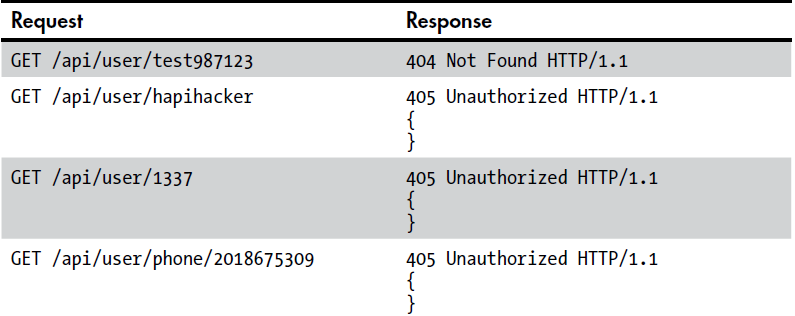 Request Response
GET /api/user/test987123 404 Not Found HTTP/1.1
GET /api/user/hapihacker 405 Unauthorized HTTP/1.1
{
}
GET /api/user/1337 405 Unauthorized HTTP/1.1
{
}
GET /api/user/phone/2018675309 405 Unauthorized HTTP/1.1
{
}